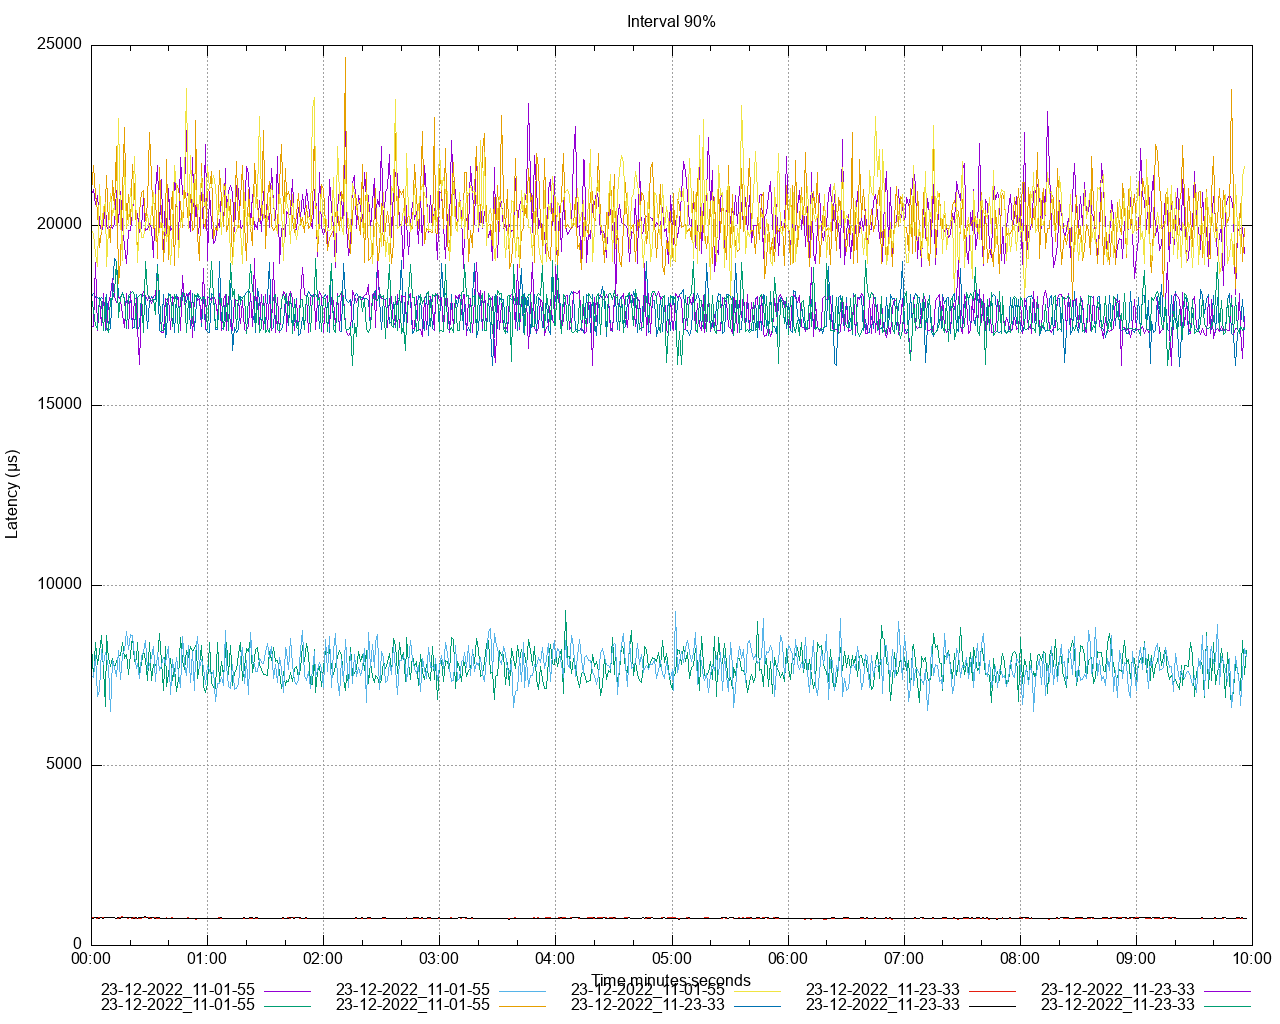 Interval 90%
25000
20000
15000
10000
5000
0
Latency (µs)
00:00 01:00 02:00 03:00 04:00 05:00 06:00 07:00 08:00 09:00 10:00
Time minutes:seconds
23-12-2022_11-01-55 23-12-2022_11-01-55 23-12-2022_11-01-55 23-12-2022_11-23-33 23-12-2022_11-23-33
23-12-2022_11-01-55 23-12-2022_11-01-55 23-12-2022_11-23-33 23-12-2022_11-23-33 23-12-2022_11-23-33